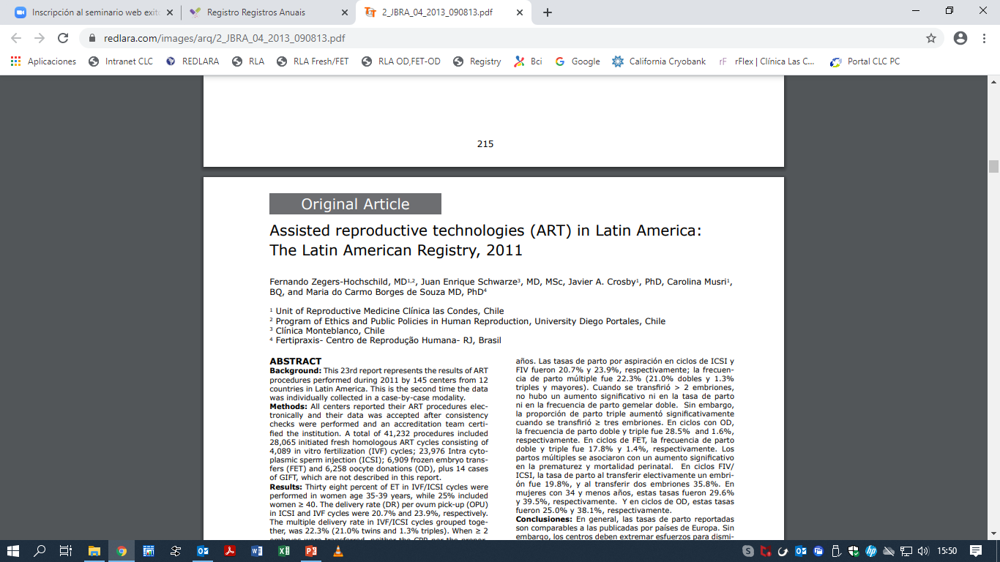 Inscripción al seminario web exit
Registro Registros Anuais
2_JBRA_04_2013_090813.pdf
redlara.com/images/arq/2_JBRA_04_2013_090813.pdf
Aplicaciones Intranet CLC REDLARA RLA RLA Fresh/FET RLA OD,FET-OD Registry Bci Google California Cryobank rFlex | Clínica Las C... Portal CLC PC
215
Original Article
Assisted reproductive technologies (ART) in Latin America:
The Latin American Registry, 2011
Fernando Zegers-Hochschild, MD1,2, Juan Enrique Schwarze3, MD, MSc, Javier A. Crosby1, PhD, Carolina Musri1,
BQ, and Maria do Carmo Borges de Souza MD, PhD4
1 Unit of Reproductive Medicine Clínica las Condes, Chile
2 Program of Ethics and Public Policies in Human Reproduction, University Diego Portales, Chile
3 Clínica Monteblanco, Chile
4 Fertipraxis- Centro de Reprodução Humana- RJ, Brasil
ABSTRACT
Background: This 23rd report represents the results of ART
procedures performed during 2011 by 145 centers from 12
countries in Latin America. This is the second time the data
was individually collected in a case-by-case modality.
Methods: All centers reported their ART procedures elec-
tronically and their data was accepted after consistency
checks were performed and an accreditation team certi-
fied the institution. A total of 41,232 procedures included
28,065 initiated fresh homologous ART cycles consisting of
4,089 in vitro fertilization (IVF) cycles; 23,976 Intra cyto-
plasmic sperm injection (ICSI); 6,909 frozen embryo trans-
fers (FET) and 6,258 oocyte donations (OD), plus 14 cases
of GIFT, which are not described in this report.
Results: Thirty eight percent of ET in IVF/ICSI cycles were
performed in women age 35-39 years, while 25% included
women ≥ 40. The delivery rate (DR) per ovum pick-up (OPU)
in ICSI and IVF cycles were 20.7% and 23.9%, respectively.
The multiple delivery rate in IVF/ICSI cycles grouped toge-
ther, was 22.3% (21.0% twins and 1.3% triples). When ≥ 2
años. Las tasas de parto por aspiración en ciclos de ICSI y
FIV fueron 20.7% y 23.9%, respectivamente; la frecuen-
cia de parto múltiple fue 22.3% (21.0% dobles y 1.3%
triples y mayores). Cuando se transfirió > 2 embriones,
no hubo un aumento significativo ni en la tasa de parto
ni en la frecuencia de parto gemelar doble. Sin embargo,
la proporción de parto triple aumentó significativamente
cuando se transfirió ≥ tres embriones. En ciclos con OD,
la frecuencia de parto doble y triple fue 28.5% and 1.6%,
respectivamente. En ciclos de FET, la frecuencia de parto
doble y triple fue 17.8% y 1.4%, respectivamente. Los
partos múltiples se asociaron con un aumento significativo
en la prematurez y mortalidad perinatal. En ciclos FIV/
ICSI, la tasa de parto al transferir electivamente un embri-
ón fue 19.8%, y al transferir dos embriones 35.8%. En
mujeres con 34 y menos años, estas tasas fueron 29.6%
y 39.5%, respectivamente. Y en ciclos de OD, estas tasas
fueron 25.0% y 38.1%, respectivamente.
Conclusiones: En general, las tasas de parto reportadas
son comparables a las publicadas por países de Europa. Sin
embargo, los centros deben extremar esfuerzos para dismi-
15:50